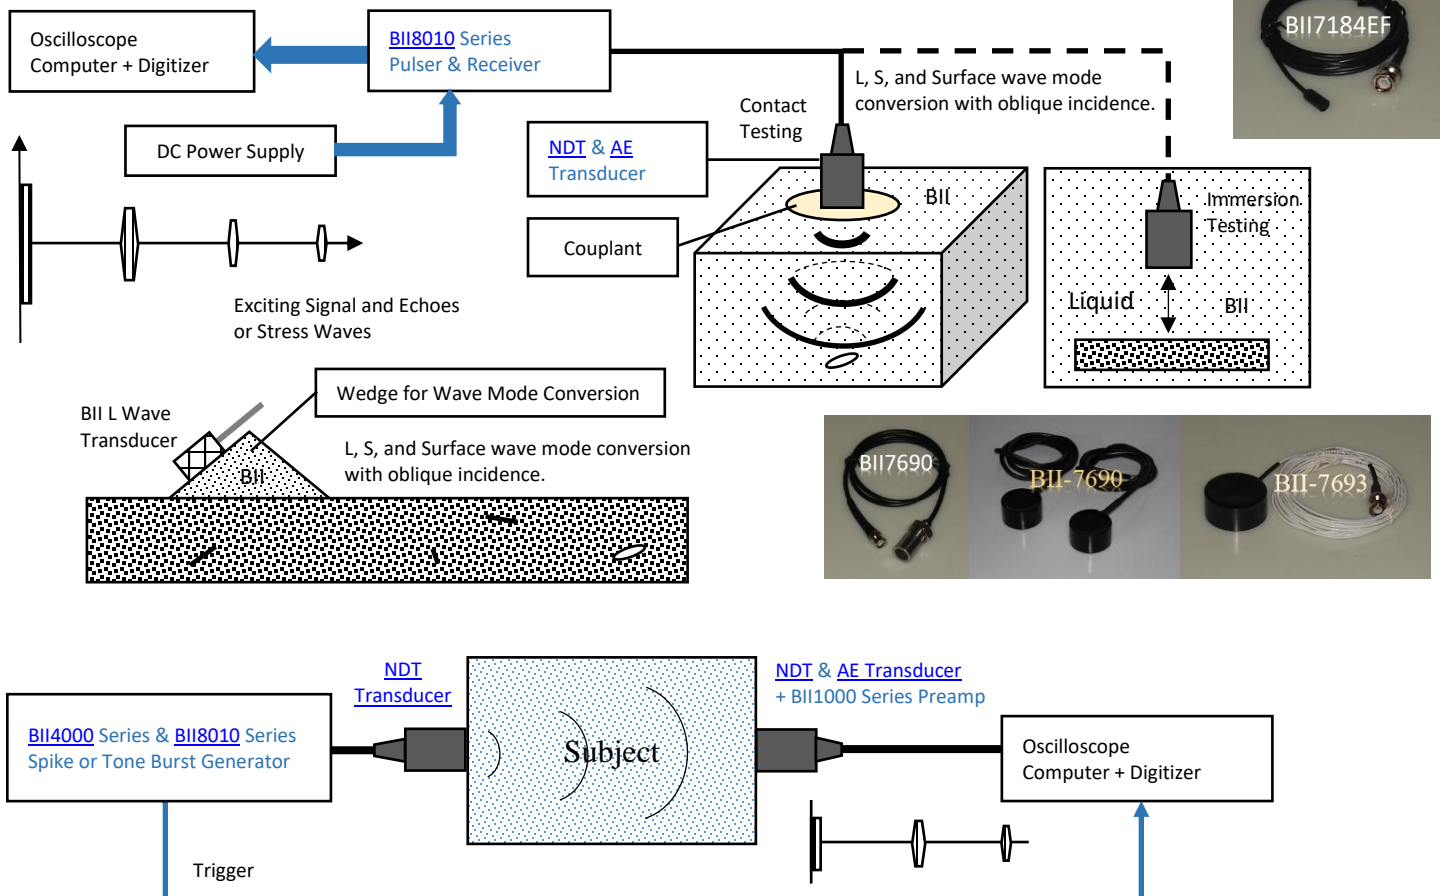 Oscilloscope
Computer + Digitizer
BII8010 Series
Pulser & Receiver
BII7184EF
L, S, and Surface wave mode
conversion with oblique incidence.
Contact
Testing
DC Power Supply
NDT & AE
Transducer
BII
Immersion
Testing
Couplant
Liquid
BII
Exciting Signal and Echoes
or Stress Waves
Wedge for Wave Mode Conversion
BII L Wave
Transducer
L, S, and Surface wave mode conversion
with oblique incidence.
BII
BII7690
BII-7690
BII-7693
NDT
Transducer
NDT & AE Transducer
+ BII1000 Series Preamp
BII4000 Series & BII8010 Series
Spike or Tone Burst Generator
Subject
Oscilloscope
Computer + Digitizer
Trigger